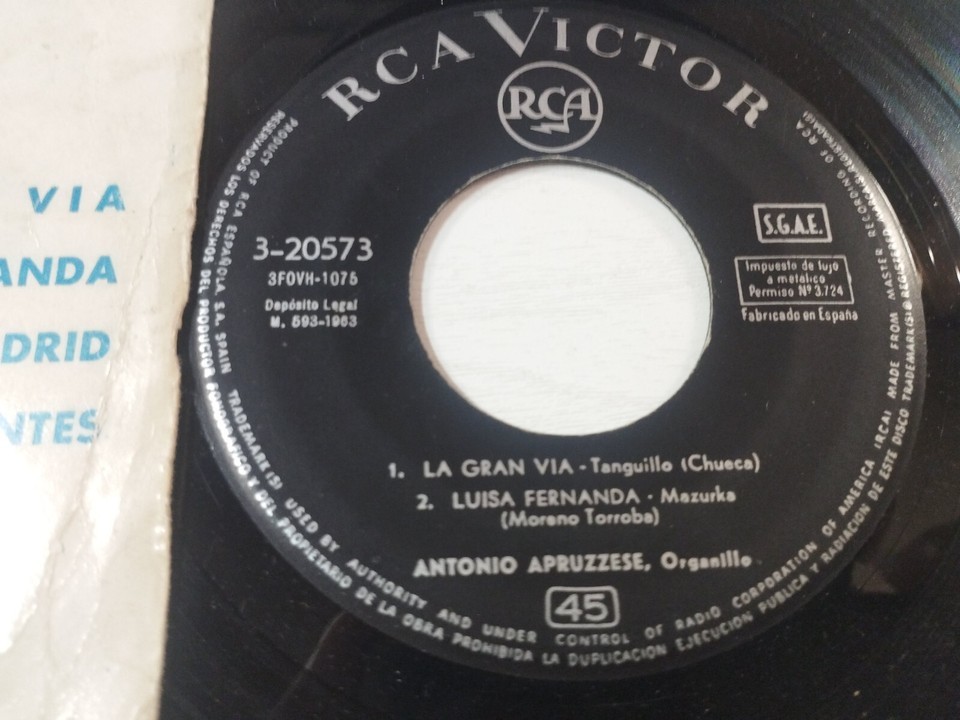 VIA
ANDA
DRID
NTES
RCA VICTOR
RCA
3-20573
3FOVH-1075
Depósito Legal
M. 593-1963
S.G.A.E.
Impuesto de lujo
a metálico
Permiso Nº 3.724
Fabricado en España
1. LA GRAN VIA - Tanguillo (Chueca)
2. LUISA FERNANDA - Mazurka
(Moreno Torroba)
ANTONIO APRUZZESE, Organillo
45
PRODUCT OF RCA ESPAÑOLA, S.A. SPAIN TRADEMARK(S) USED BY AUTHORITY AND UNDER CONTROL OF RADIO CORPORATION OF AMERICA (RCA) MADE FROM MASTER RECORDING OF RCA
RESERVADOS LOS DERECHOS DEL PRODUCTOR FONOGRAFICO Y DEL PROPIETARIO DE LA OBRA PROHIBIDA LA DUPLICACION EJECUCION PUBLICA Y RADIACION DE ESTE DISCO TRADEMARK(S) ® REGISTERED